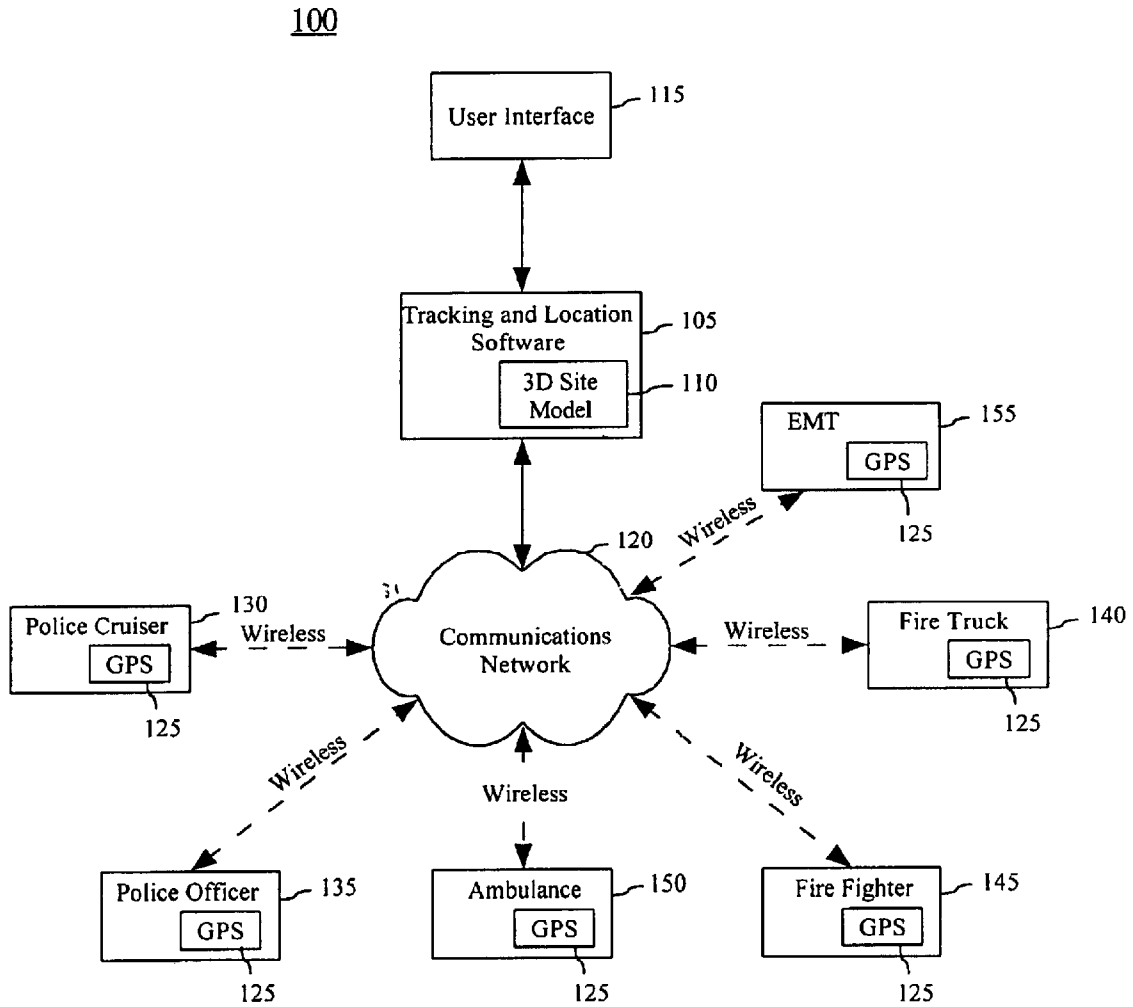 100
User Interface
115
Tracking and Location
Software
105
3D Site
Model
110
EMT
155
GPS
125
Wireless
120
Communications
Network
Police Cruiser
130
GPS
125
Wireless
Wireless
Fire Truck
140
GPS
125
Wireless
Wireless
Wireless
Police Officer
135
GPS
125
Ambulance
150
GPS
125
Fire Fighter
145
GPS
125